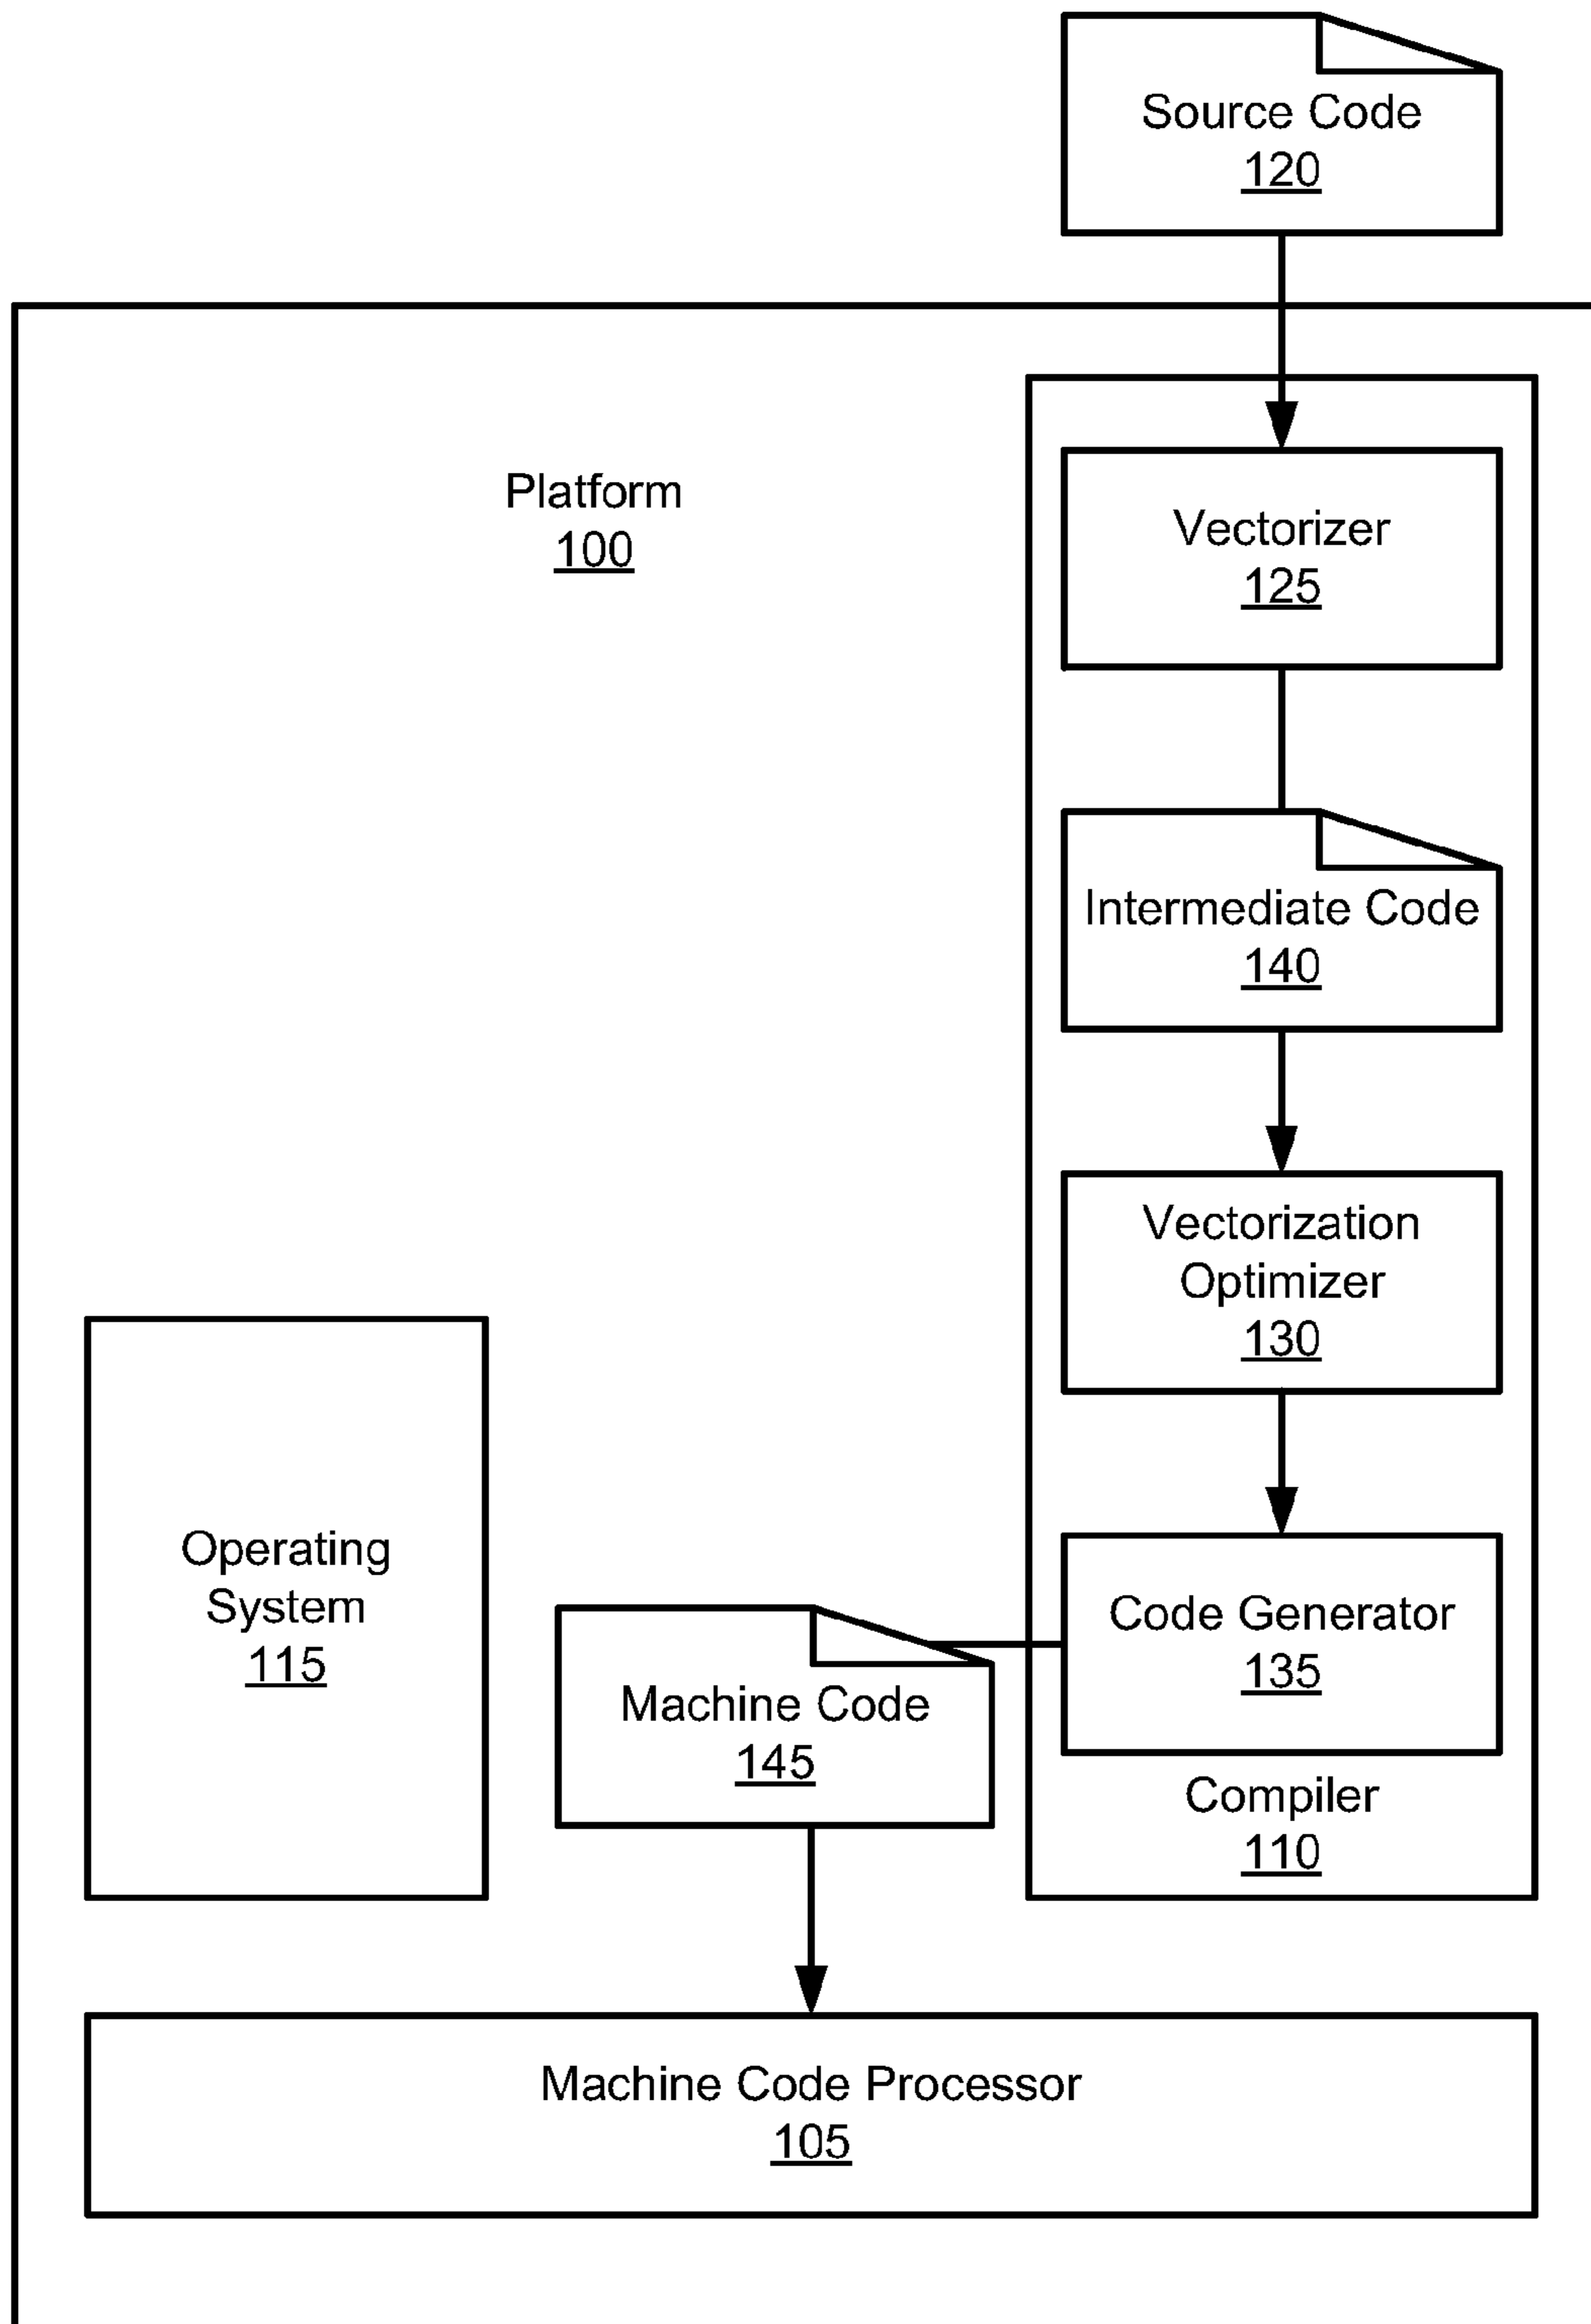 Source Code
120
Platform
100
Vectorizer
125
Intermediate Code
140
Vectorization
Optimizer
130
Operating
System
115
Code Generator
135
Machine Code
145
Compiler
110
Machine Code Processor
105